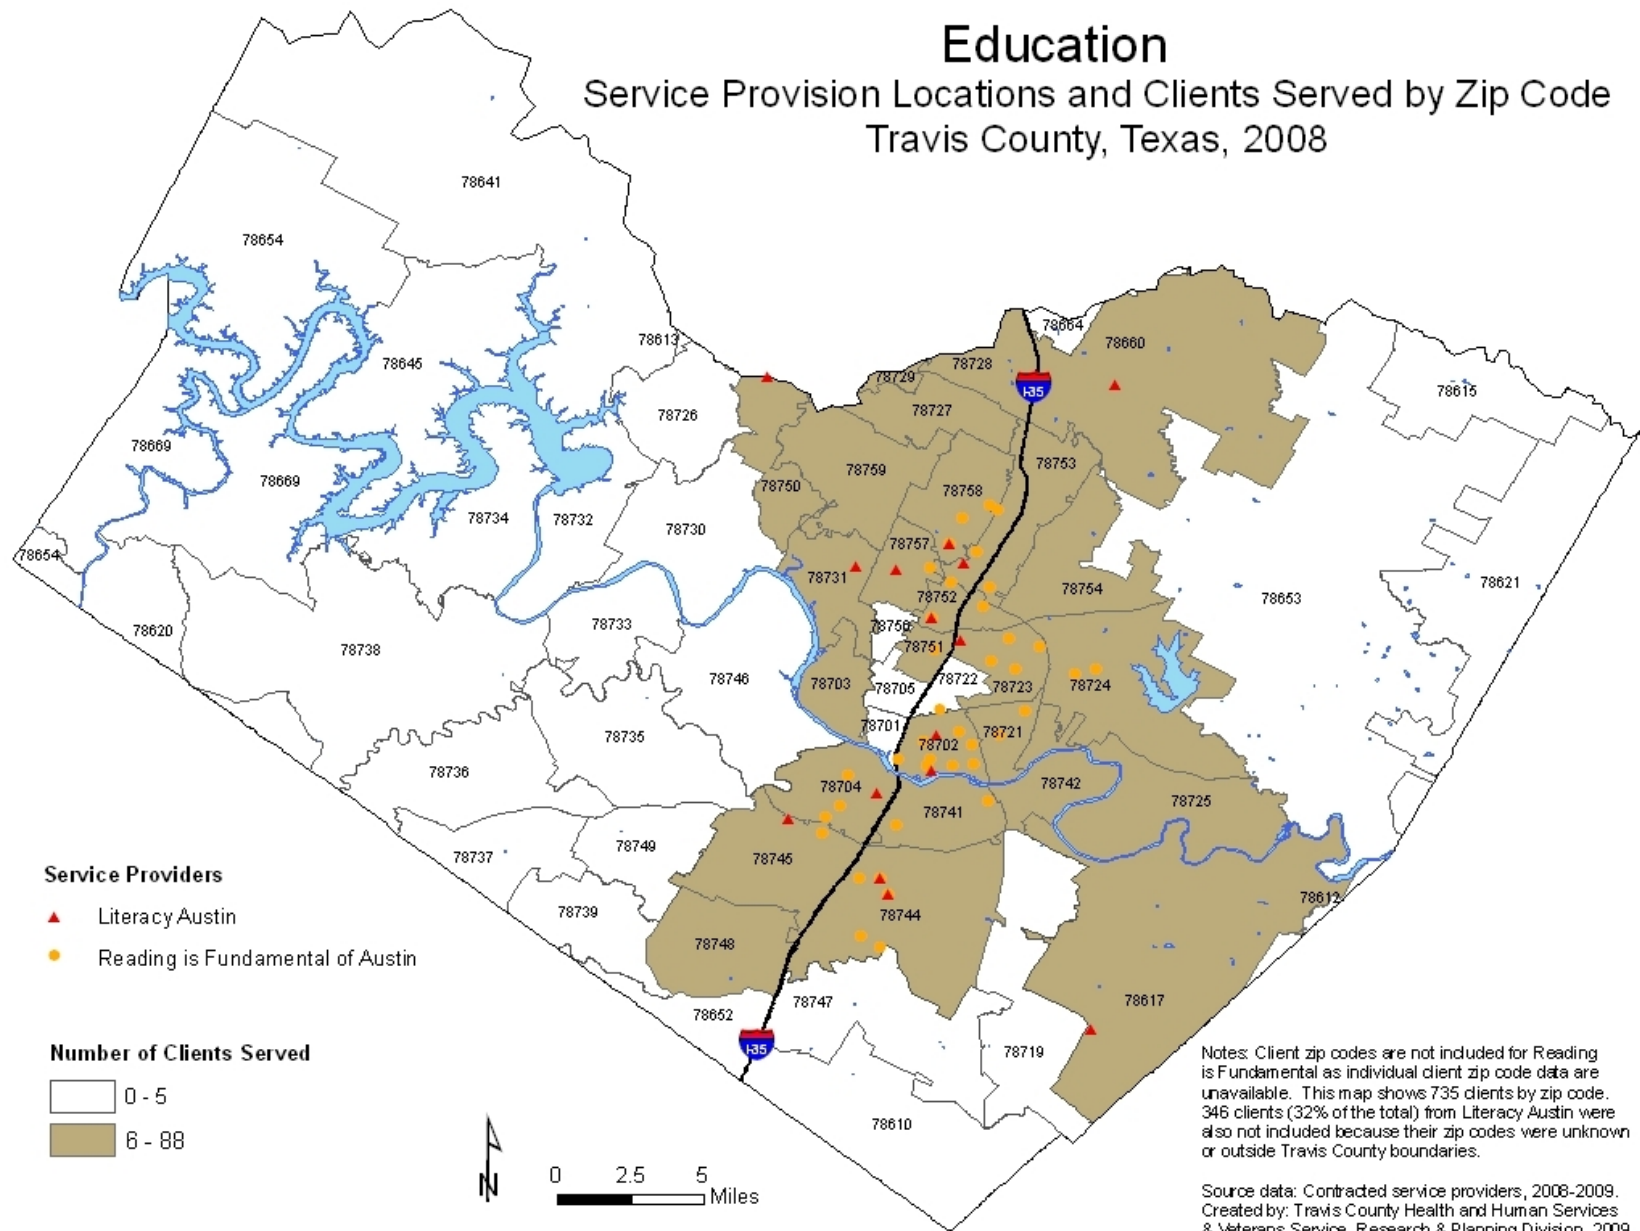 Education
Service Provision Locations and Clients Served by Zip Code
Travis County, Texas, 2008
78641
78654
78613
78645
78664
78660
78728
78729
78727
78615
78726
78669
78669
78759
78753
78750
78758
78734
78732
78730
78757
78654
78731
78752
78754
78621
78653
78620
78733
78756
78751
78738
78746
78703
78705
78722
78723
78724
78701
78702
78721
78735
78736
78704
78742
78741
78725
78737
78749
78745
78739
78744
78612
78748
78747
78652
78617
78719
78610
I-35
I-35
Service Providers
Literacy Austin
Reading is Fundamental of Austin
Number of Clients Served
0 - 5
6 - 88
N
0 2.5 5
Miles
Notes: Client zip codes are not included for Reading
is Fundamental as individual client zip code data are
unavailable. This map shows 735 clients by zip code.
346 clients (32% of the total) from Literacy Austin were
also not included because their zip codes were unknown
or outside Travis County boundaries.
Source data: Contracted service providers, 2008-2009.
Created by: Travis County Health and Human Services
& Veterans Service, Research & Planning Division, 2009